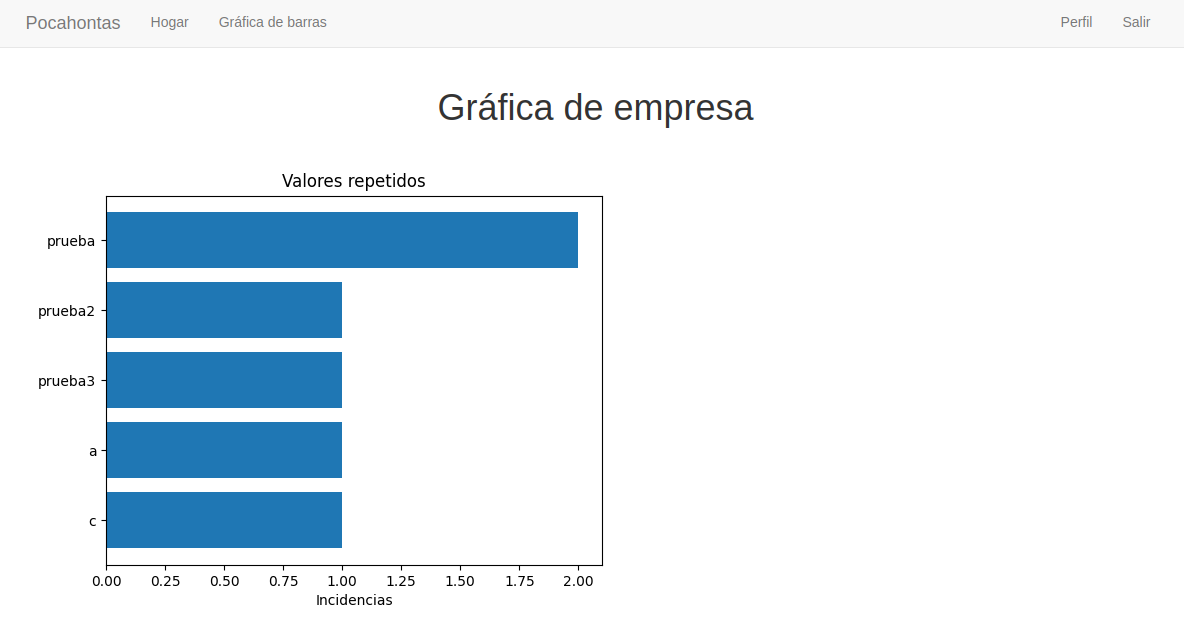 Pocahontas Hogar Gráfica de barras Perfil Salir
Gráfica de empresa
Valores repetidos
prueba
prueba2
prueba3
a
c
0.00 0.25 0.50 0.75 1.00 1.25 1.50 1.75 2.00
Incidencias